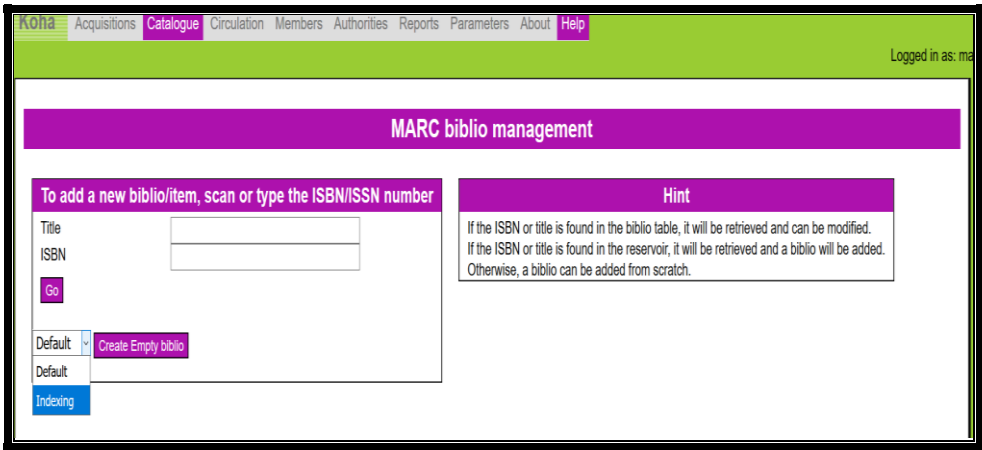 Koha Acquisitions Catalogue Circulation Members Authorities Reports Parameters About Help
Logged in as: ma
MARC biblio management
To add a new biblio/item, scan or type the ISBN/ISSN number
Title
ISBN
Go
Default Create Empty biblio
Default
Indexing
Hint
If the ISBN or title is found in the biblio table, it will be retrieved and can be modified.
If the ISBN or title is found in the reservoir, it will be retrieved and a biblio will be added.
Otherwise, a biblio can be added from scratch.